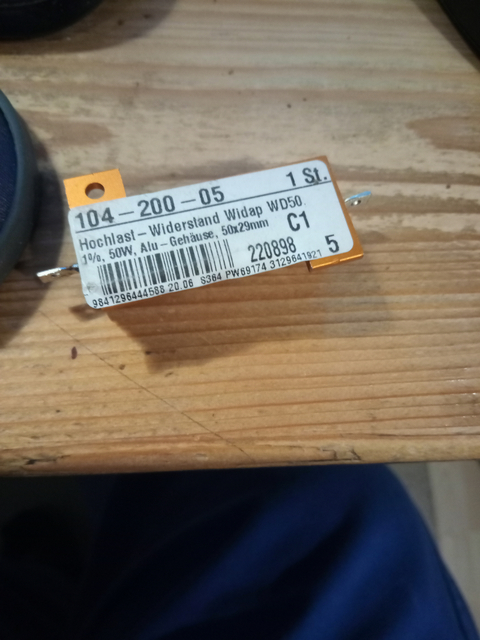 104-200-05 1 St.
Hochlast-Widerstand Widap WD50.
1%, 50W, Alu-Gehäuse, 50x29mm C1
220898 5
9841296444588 20.06 S364 PW69174 3129641921